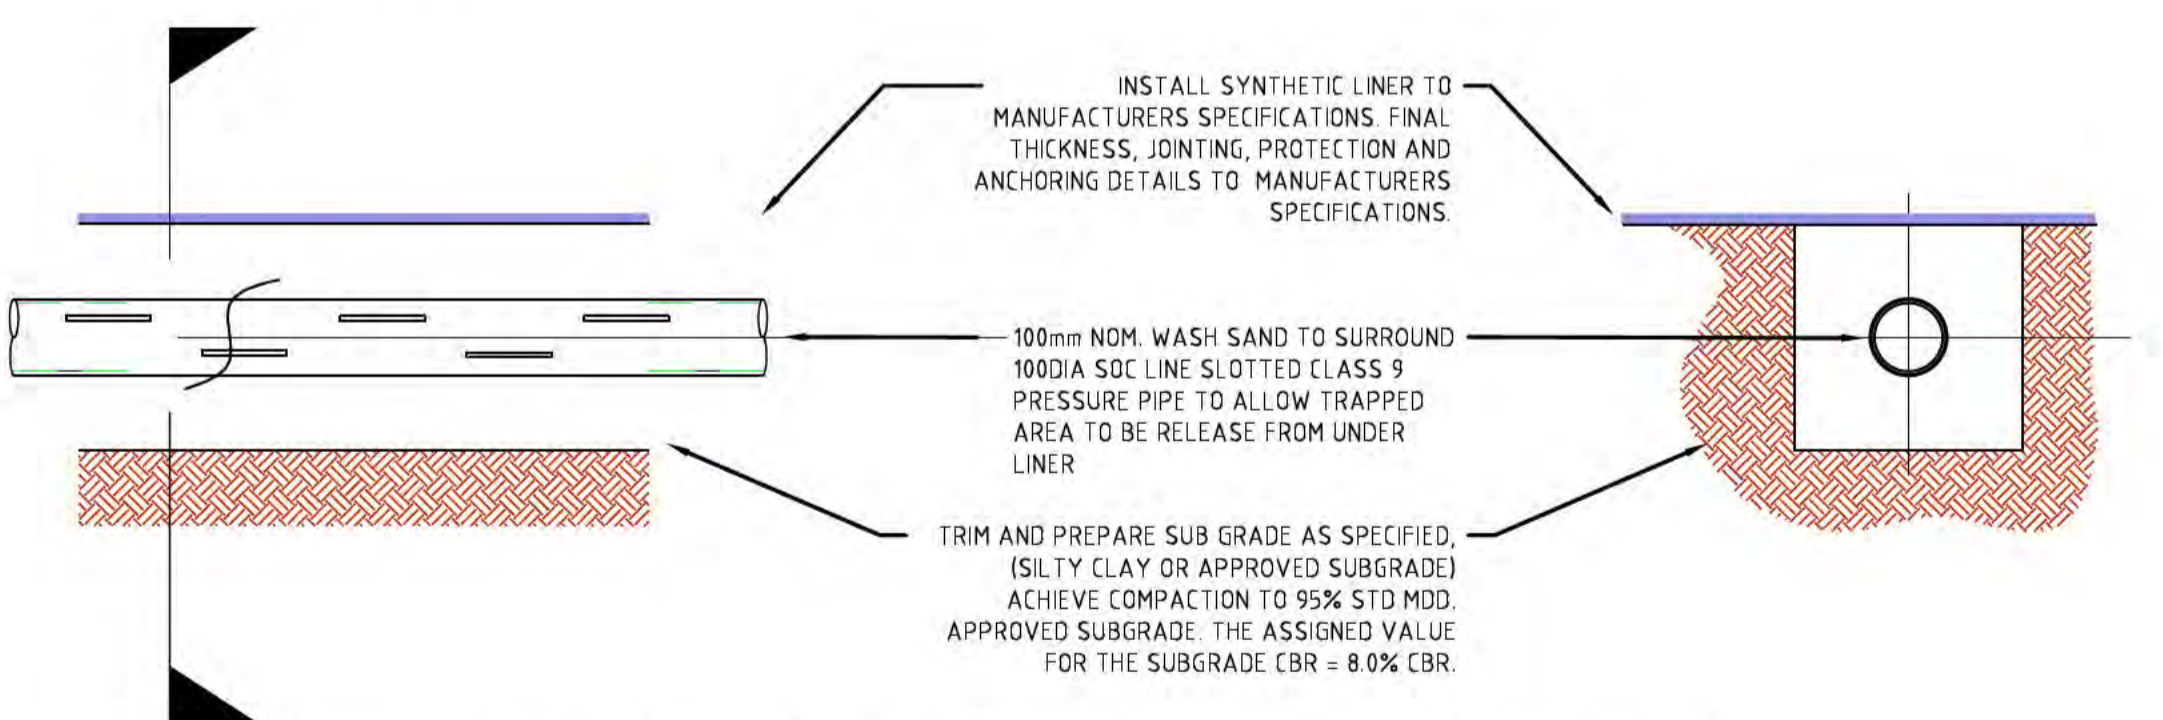 INSTALL SYNTHETIC LINER TO
MANUFACTURERS SPECIFICATIONS. FINAL
THICKNESS, JOINTING, PROTECTION AND
ANCHORING DETAILS TO MANUFACTURERS
SPECIFICATIONS.
100mm NOM. WASH SAND TO SURROUND
100DIA SOC LINE SLOTTED CLASS 9
PRESSURE PIPE TO ALLOW TRAPPED
AREA TO BE RELEASE FROM UNDER
LINER
TRIM AND PREPARE SUB GRADE AS SPECIFIED,
(SILTY CLAY OR APPROVED SUBGRADE)
ACHIEVE COMPACTION TO 95% STD MDD.
APPROVED SUBGRADE. THE ASSIGNED VALUE
FOR THE SUBGRADE CBR = 8.0% CBR.